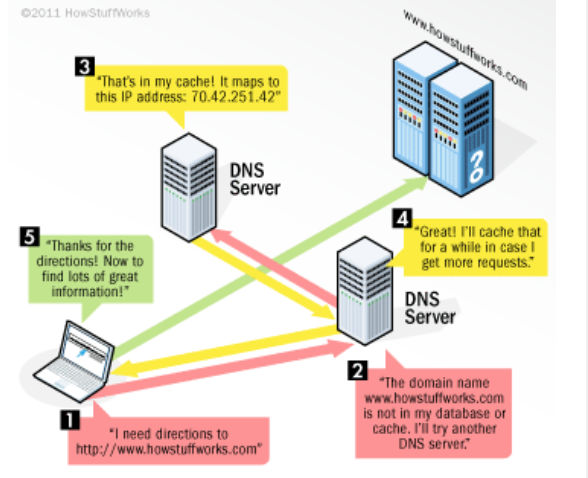 ©2011 HowStuffWorks
www.howstuffworks.com
3
"That's in my cache! It maps to
this IP address: 70.42.251.42"
DNS
Server
?
4
"Great! I'll cache that
for a while in case I
get more requests."
5
"Thanks for the
directions! Now to
find lots of great
information!"
DNS
Server
2
"The domain name
www.howstuffworks.com
is not in my database or
cache. I'll try another
DNS server."
1
"I need directions to
http://www.howstuffworks.com"